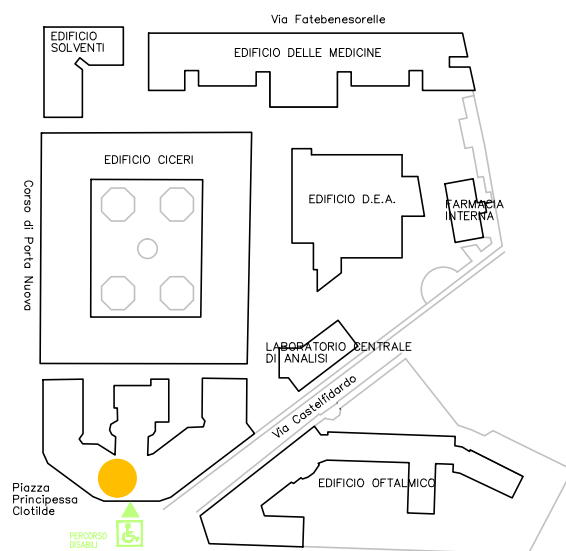 Via Fatebenesorelle
EDIFICIO
SOLVENTI
EDIFICIO DELLE MEDICINE
EDIFICIO CICERI
Corso di Porta Nuova
EDIFICIO D.E.A.
FARMACIA
INTERNA
LABORATORIO CENTRALE
DI ANALISI
Via Castelfidardo
EDIFICIO OFTALMICO
Piazza
Principessa
Clotilde
PERCORSO
DISABILI